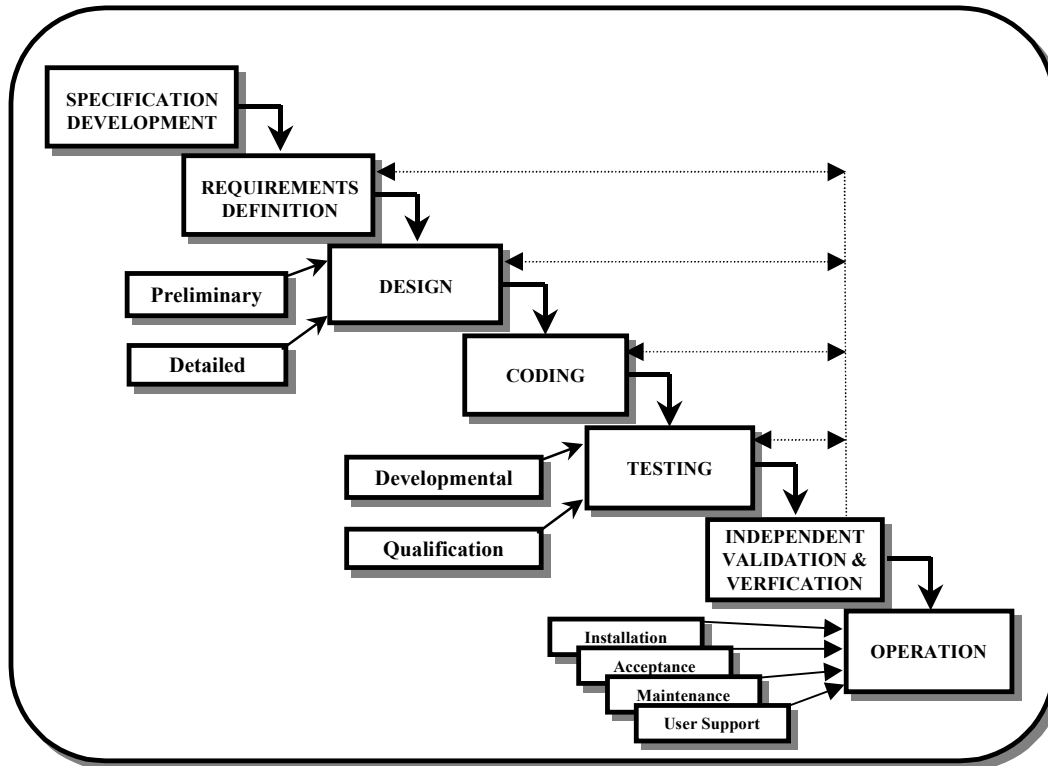 SPECIFICATION
DEVELOPMENT
REQUIREMENTS
DEFINITION
Preliminary
DESIGN
Detailed
CODING
Developmental
TESTING
Qualification
INDEPENDENT
VALIDATION &
VERFICATION
Installation
Acceptance
Maintenance
User Support
OPERATION